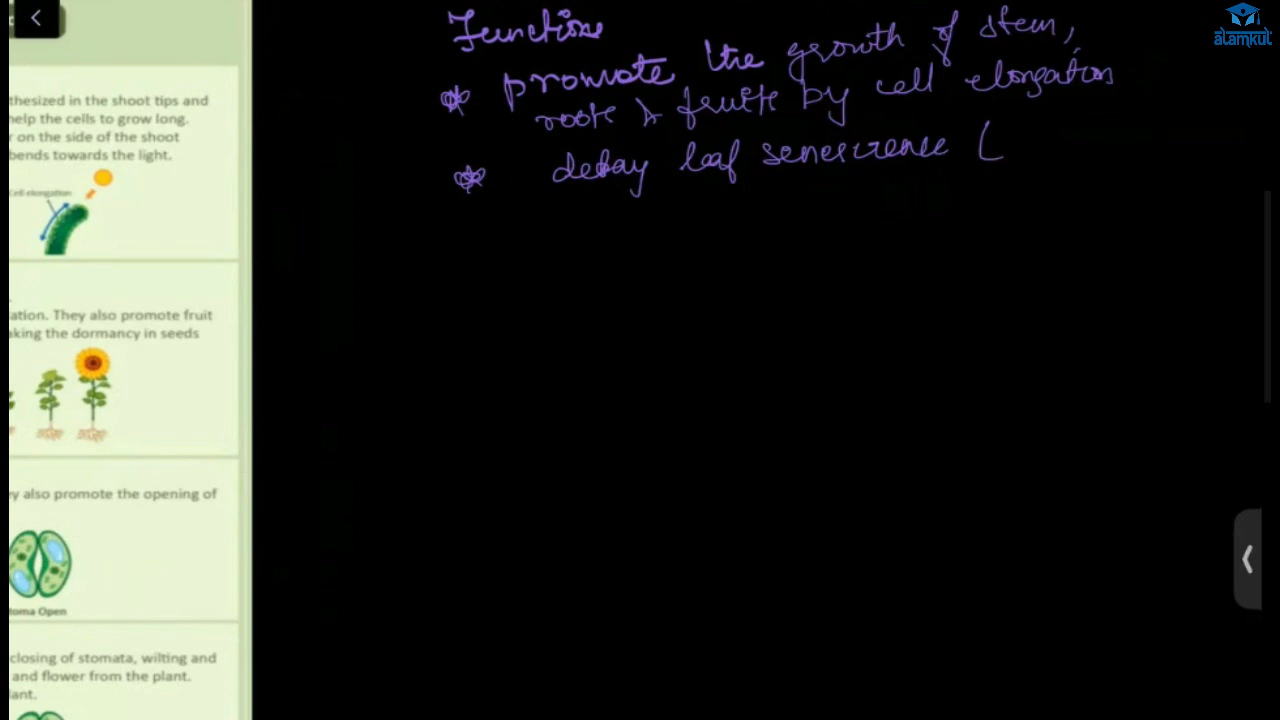 thesized in the shoot tips and
help the cells to grow long.
on the side of the shoot
bends towards the light.
Cell elongation
ation. They also promote fruit
aking the dormancy in seeds
y also promote the opening of
toma Open
closing of stomata, wilting and
and flower from the plant.
lant.
Functions
* promote the growth of stem,
roots & fruits by cell elongation
* delay leaf senescence (
alamkul